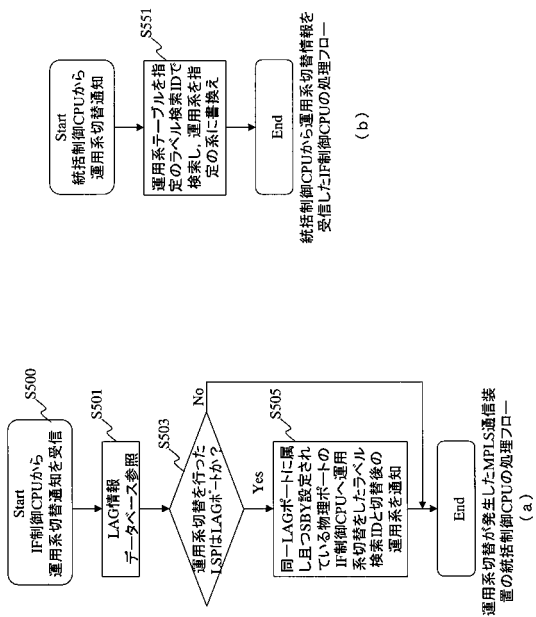 S500
Start
IF制御CPUから
運用系切替通知を受信
S501
LAG情報
データベース参照
S503
運用系切替を行った
LSPはLAGポートか?
No
Yes
S505
同一LAGポートに属
し且つSBY設定され
ている物理ポートの
IF制御CPUへ運用
系切替をしたラベル
検索IDと切替後の
運用系を通知
End
運用系切替が発生したMPLS通信装
置の統括制御CPUの処理フロー
(a)
Start
統括制御CPUから
運用系切替通知
S551
運用系テーブルを指
定のラベル検索IDで
検索し、運用系を指
定の系に書換え
End
統括制御CPUから運用系切替情報を
受信したIF制御CPUの処理フロー
(b)